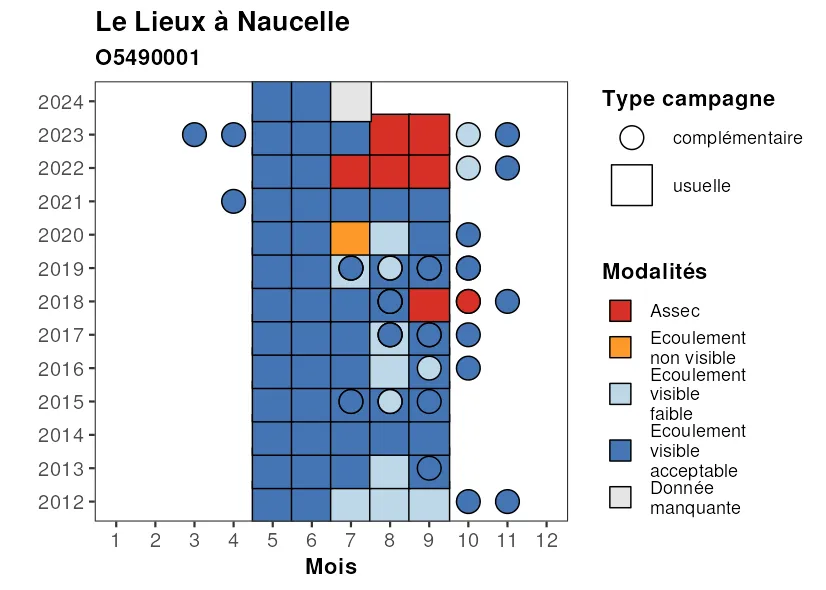 Le Lieux à Naucelle
O5490001
2024
2023
2022
2021
2020
2019
2018
2017
2016
2015
2014
2013
2012
1 2 3 4 5 6 7 8 9 10 11 12
Mois
Type campagne
complémentaire
usuelle
Modalités
Assec
Ecoulement
non visible
Ecoulement
visible
faible
Ecoulement
visible
acceptable
Donnée
manquante